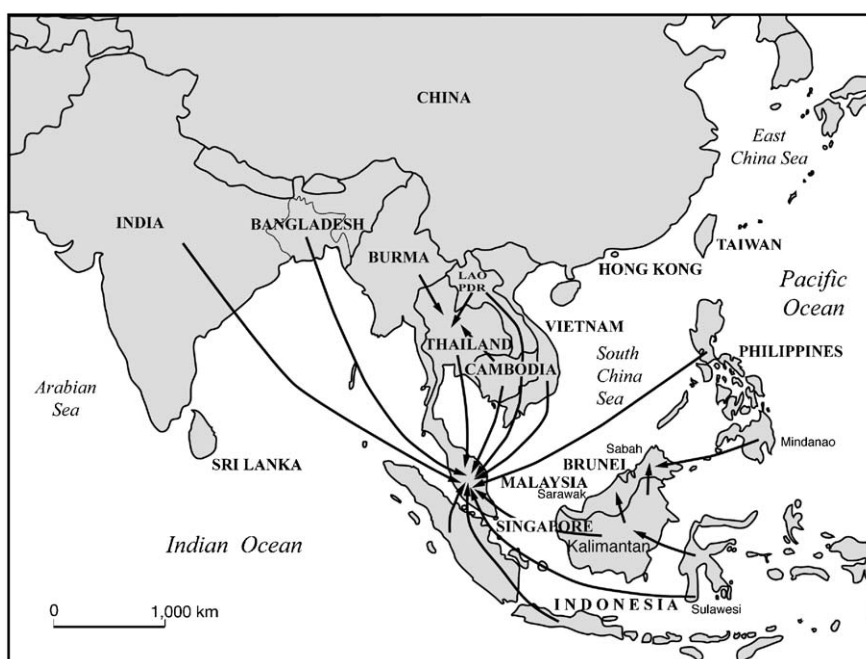 CHINA
East
China Sea
INDIA
BANGLADESH
TAIWAN
BURMA
HONG KONG
LAO
PDR
Pacific
Ocean
VIETNAM
THAILAND
South
China
Sea
PHILIPPINES
CAMBODIA
Arabian
Sea
Mindanao
Sabah
SRI LANKA
BRUNEI
MALAYSIA
Sarawak
SINGAPORE
Indian Ocean
Kalimantan
0 1,000 km
INDONESIA
Sulawesi